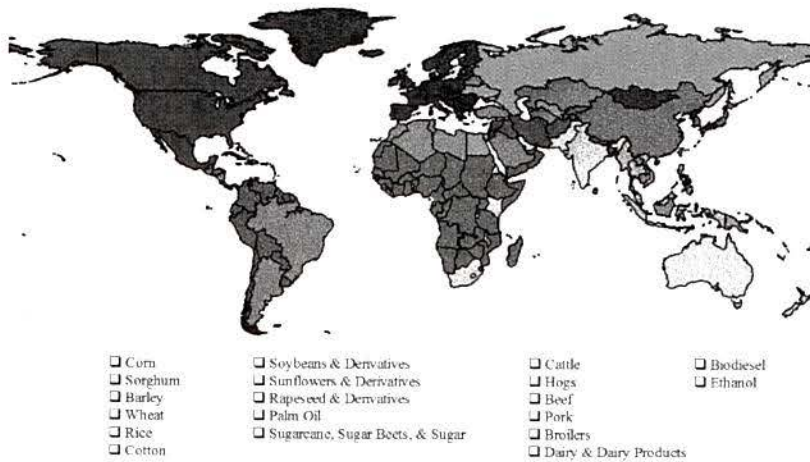 ❑ Corn
❑ Sorghum
❑ Barley
❑ Wheat
❑ Rice
❑ Cotton
❑ Soybeans & Derivatives
❑ Sunflowers & Derivatives
❑ Rapeseed & Derivatives
❑ Palm Oil
❑ Sugarcane, Sugar Beets, & Sugar
❑ Cattle
❑ Hogs
❑ Beef
❑ Pork
❑ Broilers
❑ Dairy & Dairy Products
❑ Biodiesel
❑ Ethanol